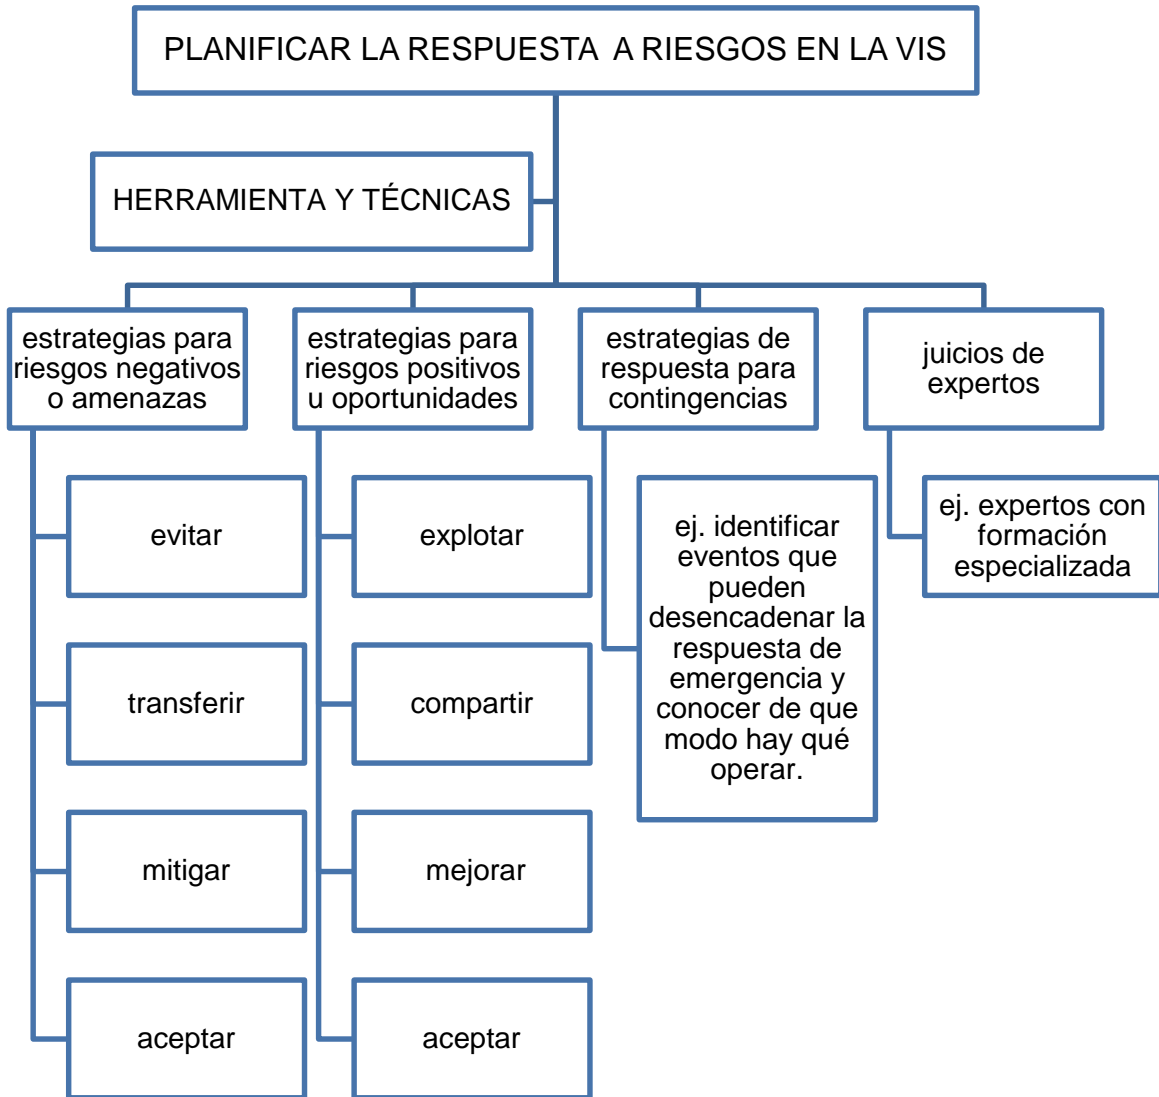 PLANIFICAR LA RESPUESTA A RIESGOS EN LA VIS
HERRAMIENTA Y TÉCNICAS
estrategias para
riesgos negativos
o amenazas
evitar
transferir
mitigar
aceptar
estrategias para
riesgos positivos
u oportunidades
explotar
compartir
mejorar
aceptar
estrategias de
respuesta para
contingencias
ej. identificar
eventos que
pueden
desencadenar la
respuesta de
emergencia y
conocer de que
modo hay qué
operar.
juicios de
expertos
ej. expertos con
formación
especializada